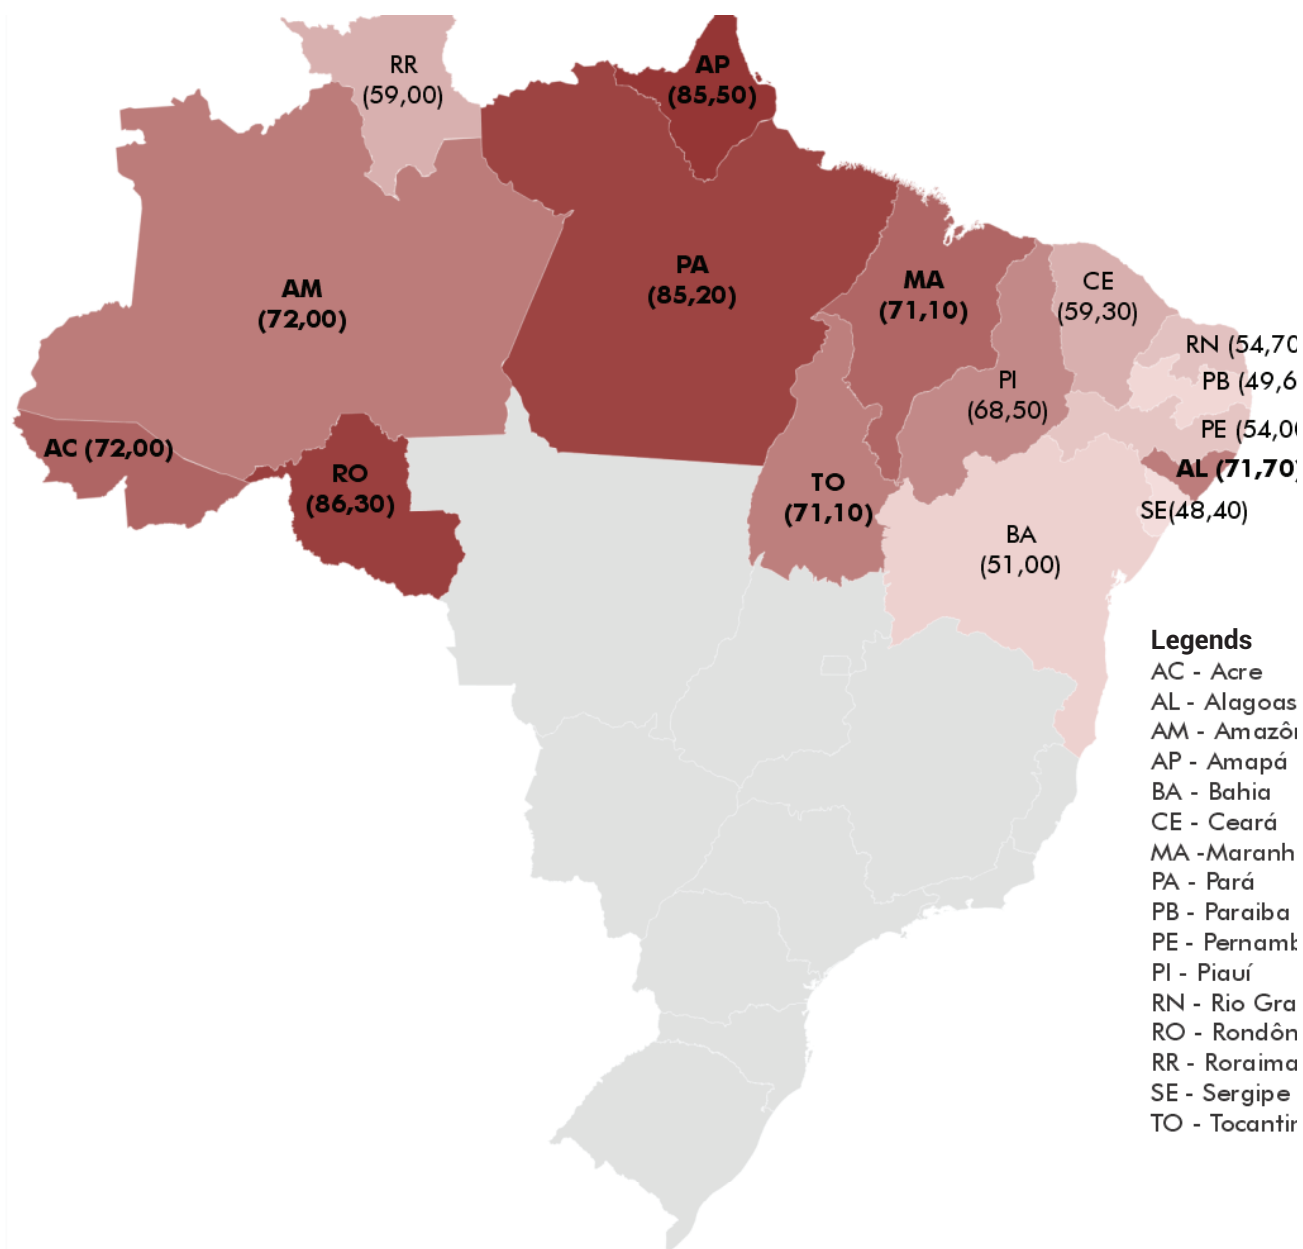 RR
(59,00)
AP
(85,50)
AM
(72,00)
PA
(85,20)
MA
(71,10)
CE
(59,30)
RN (54,70
PB (49,6
PI
(68,50)
PE (54,00
AC (72,00)
RO
(86,30)
TO
(71,10)
AL (71,70)
SE(48,40)
BA
(51,00)
Legends
AC - Acre
AL - Alagoas
AM - Amazôn
AP - Amapá
BA - Bahia
CE - Ceará
MA -Maranh
PA - Pará
PB - Paraiba
PE - Pernamb
PI - Piauí
RN - Rio Gra
RO - Rondôn
RR - Roraima
SE - Sergipe
TO - Tocantin